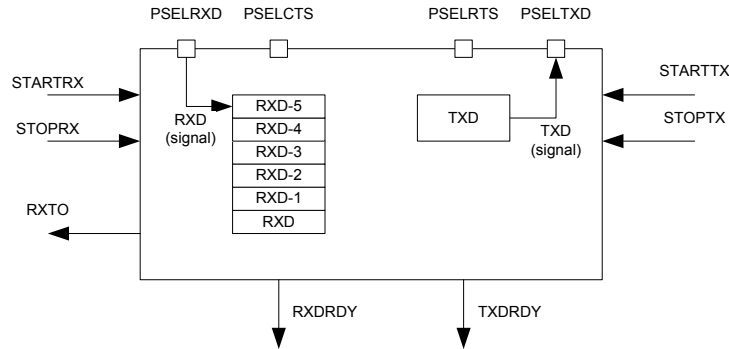 PSELRXD PSELCTS PSELRTS PSELTXD
STARTRX
STARTTX
STOPRX
STOPTX
RXD
(signal)
RXD-5
RXD-4
RXD-3
RXD-2
RXD-1
RXD
TXD
TXD
(signal)
RXTO
RXDRDY
TXDRDY